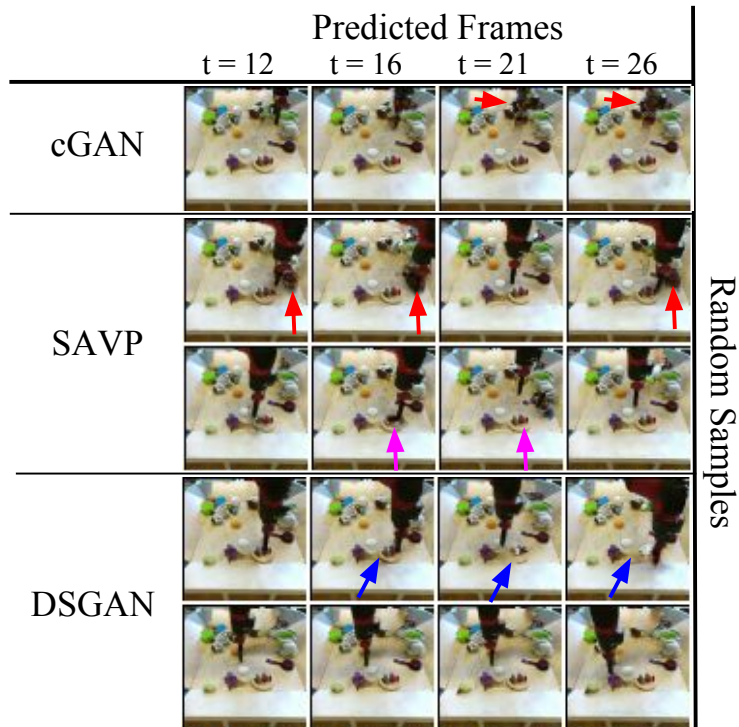 Predicted Frames
t = 12 t = 16 t = 21 t = 26
cGAN
SAVP
DSGAN
Random Samples